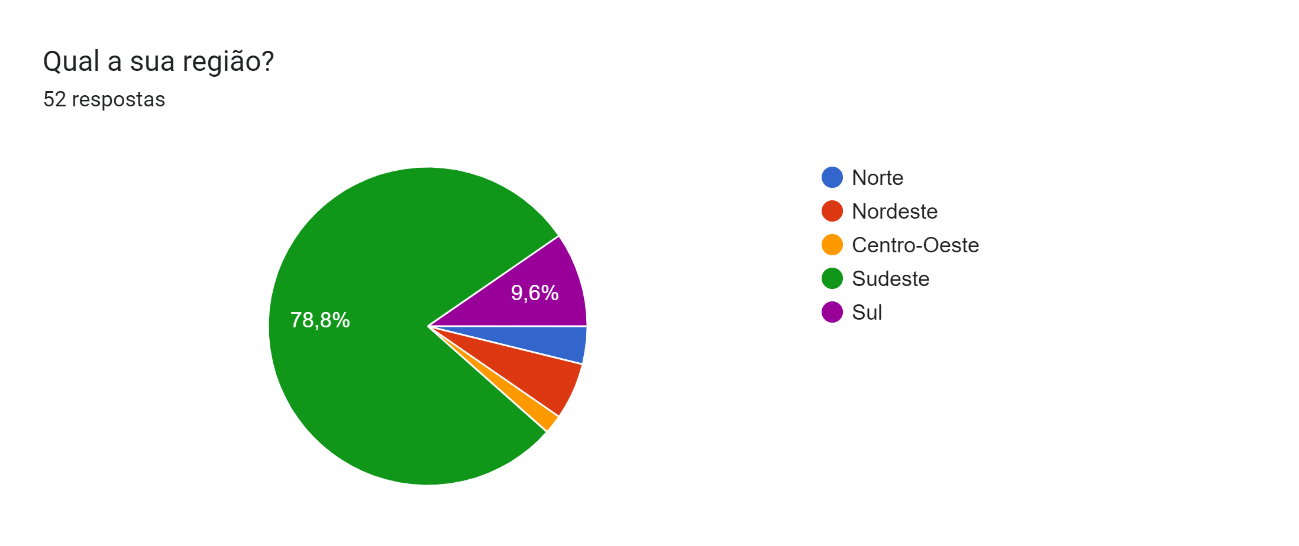 Qual a sua região?
52 respostas
78,8%
9,6%
Norte
Nordeste
Centro-Oeste
Sudeste
Sul